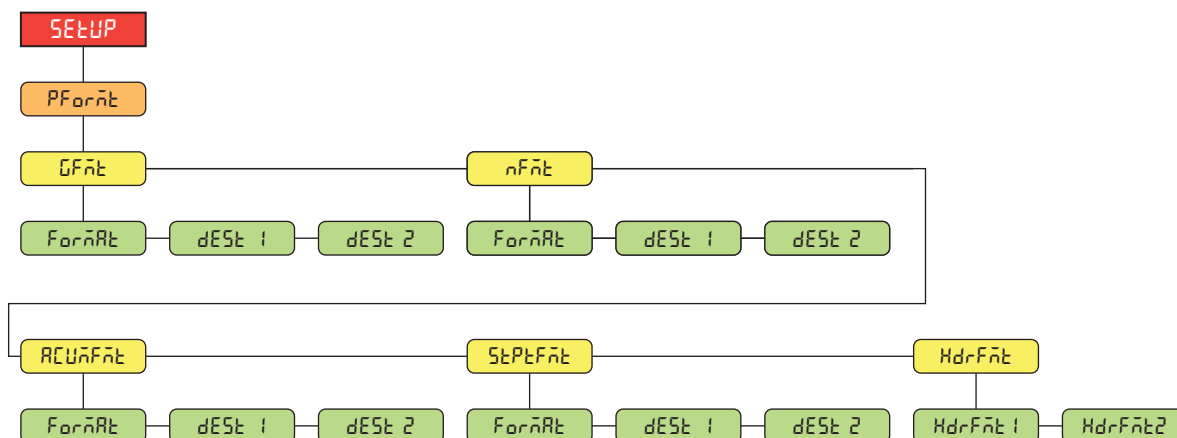 SEtUP
PFormt
GFmt nFmt
FormAt dESt 1 dESt 2 FormAt dESt 1 dESt 2
ACUmFmt StPtFmt HdrFmt
FormAt dESt 1 dESt 2 FormAt dESt 1 dESt 2 HdrFmt1 HdrFmt2